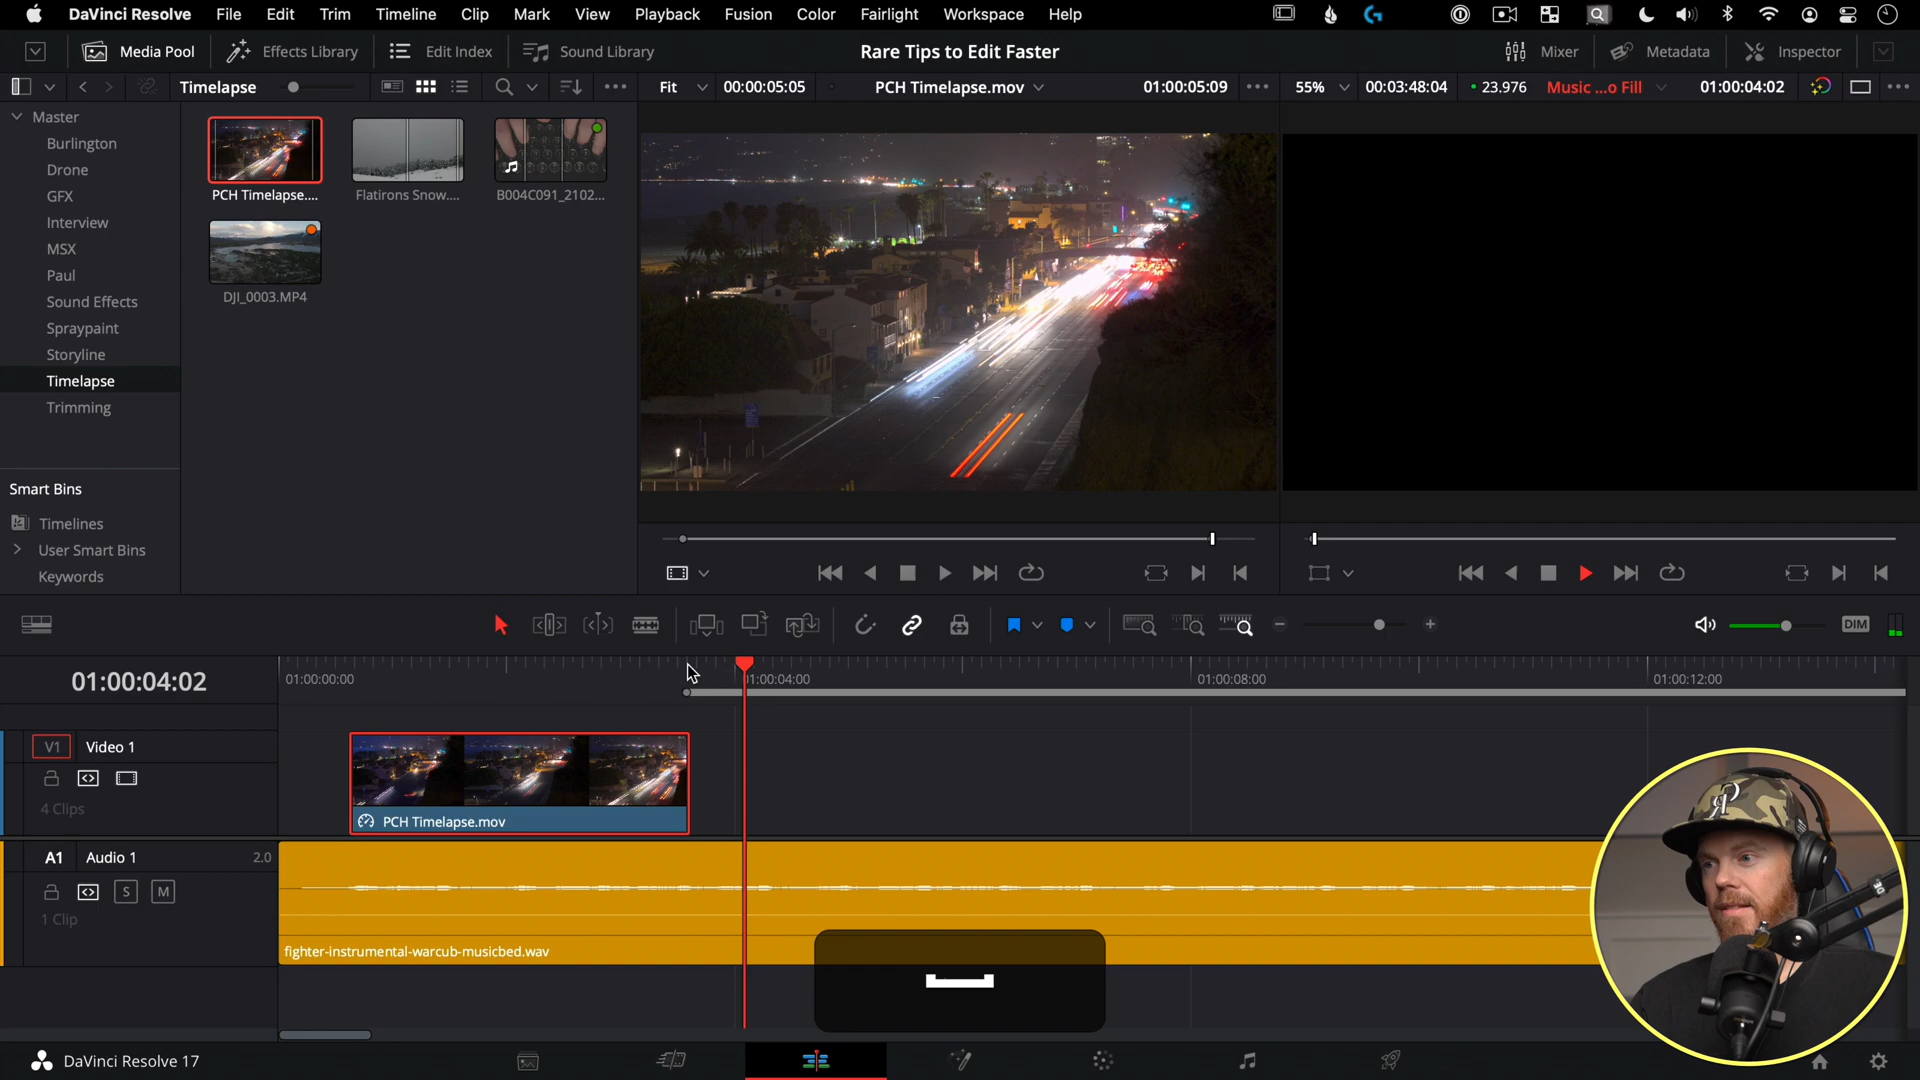 DaVinci Resolve File Edit Trim Timeline Clip Mark View Playback Fusion Color Fairlight Workspace Help
Media Pool Effects Library Edit Index Sound Library Rare Tips to Edit Faster Mixer Metadata Inspector
Timelapse Fit 00:00:05:05 PCH Timelapse.mov 01:00:05:09 55% 00:03:48:04 23.976 Music ...o Fill 01:00:04:02
Master
Burlington
Drone
GFX
Interview
MSX
Paul
Sound Effects
Spraypaint
Storyline
Timelapse
Trimming
PCH Timelapse.... Flatirons Snow.... B004C091_2102...
DJI_0003.MP4
Smart Bins
Timelines
User Smart Bins
Keywords
DIM
01:00:04:02 01:00:00:00 01:00:04:00 01:00:08:00 01:00:12:00
V1 Video 1
4 Clips
PCH Timelapse.mov
A1 Audio 1 2.0
S M
1 Clip
fighter-instrumental-warcub-musicbed.wav
DaVinci Resolve 17